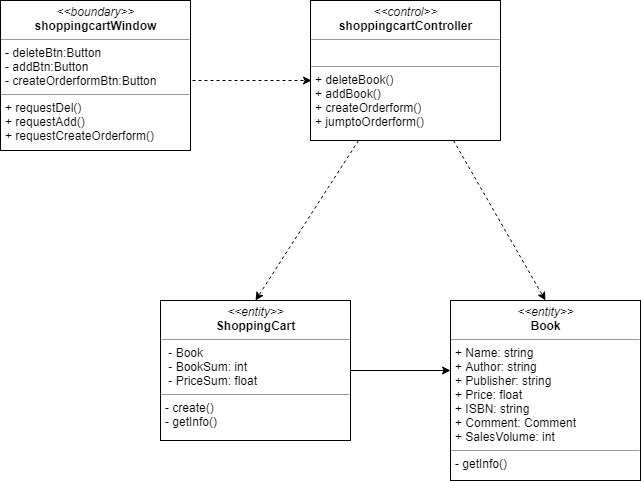 <<boundary>>
shoppingcartWindow
- deleteBtn:Button
- addBtn:Button
- createOrderformBtn:Button
+ requestDel()
+ requestAdd()
+ requestCreateOrderform()
<<control>>
shoppingcartController
+ deleteBook()
+ addBook()
+ createOrderform()
+ jumptoOrderform()
<<entity>>
ShoppingCart
- Book
- BookSum: int
- PriceSum: float
- create()
- getInfo()
<<entity>>
Book
+ Name: string
+ Author: string
+ Publisher: string
+ Price: float
+ ISBN: string
+ Comment: Comment
+ SalesVolume: int
- getInfo()